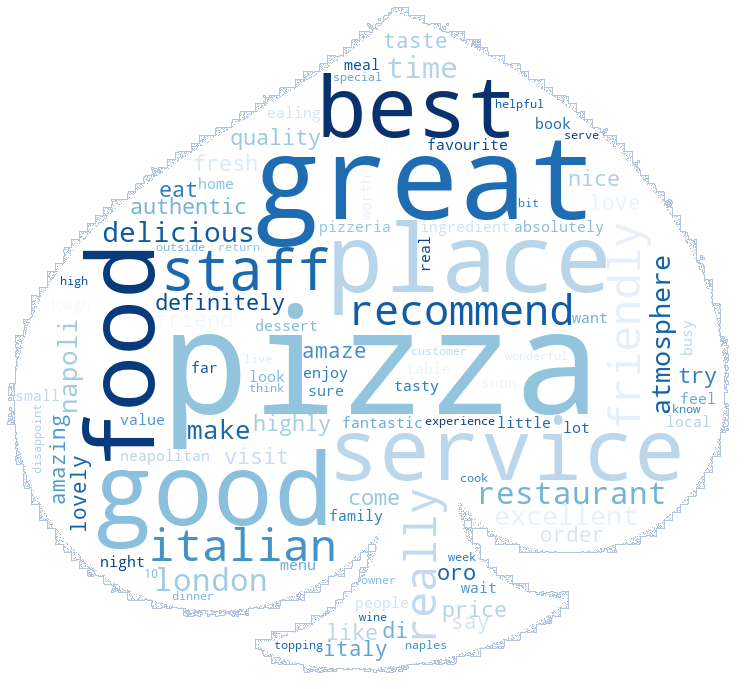 taste
meal
time
special
best
helpful
ealing
book
serve
quality
favourite
great
fresh
nice
eat
home
worth
love
authentic
bit
delicious
pizzeria
ingredient
absolutely
outside
return
real
place
staff
friendly
high
food
atmosphere
definitely
recommend
dough
friend
want
dessert
pizza
napoli
amaze
customer
wonderful
busy
live
far
look
enjoy
table
soon
try
think
sure
tasty
feel
small
know
value
make
highly
fantastic
experience
little
lot
local
disappoint
amazing
lovely
neapolitan
visit
service
good
cook
come
restaurant
family
excellent
italian
really
order
night
menu
week
10
london
owner
oro
dinner
wait
people
price
wine
like
di
say
topping
italy
naples